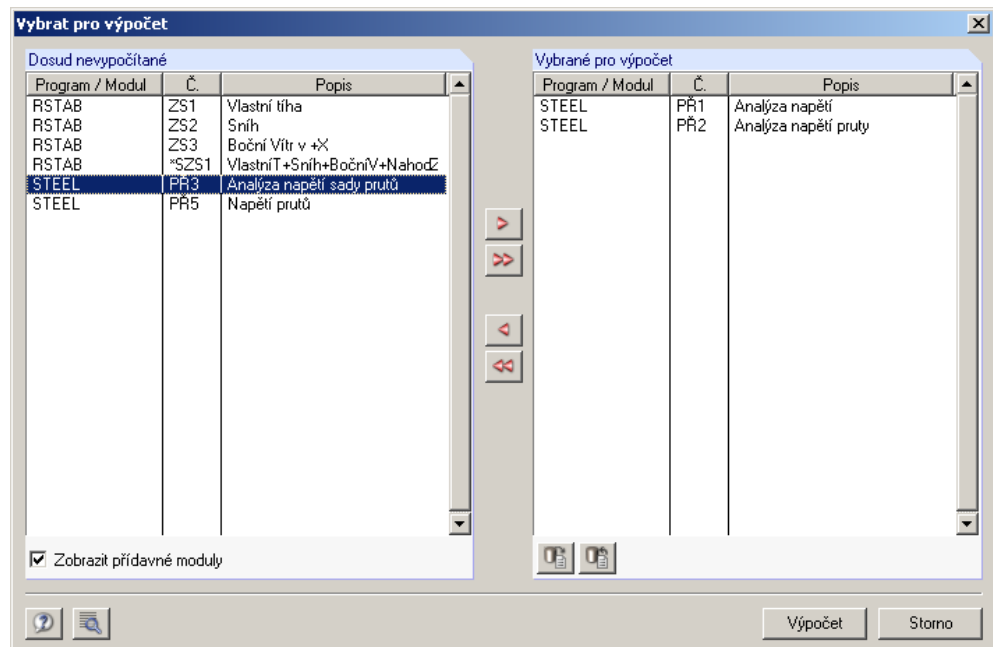 Vybrat pro výpočet
Dosud nevypočítané
Program / Modul Č. Popis
RSTAB ZS1 Vlastní tíha
RSTAB ZS2 Sníh
RSTAB ZS3 Boční Vítr v +X
RSTAB *SZS1 VlastníT+Sníh+BočníV+NahodZ
STEEL PŘ3 Analýza napětí sady prutů
STEEL PŘ5 Napětí prutů
Zobrazit přídavné moduly
Vybrané pro výpočet
Program / Modul Č. Popis
STEEL PŘ1 Analýza napětí
STEEL PŘ2 Analýza napětí pruty
Výpočet Storno